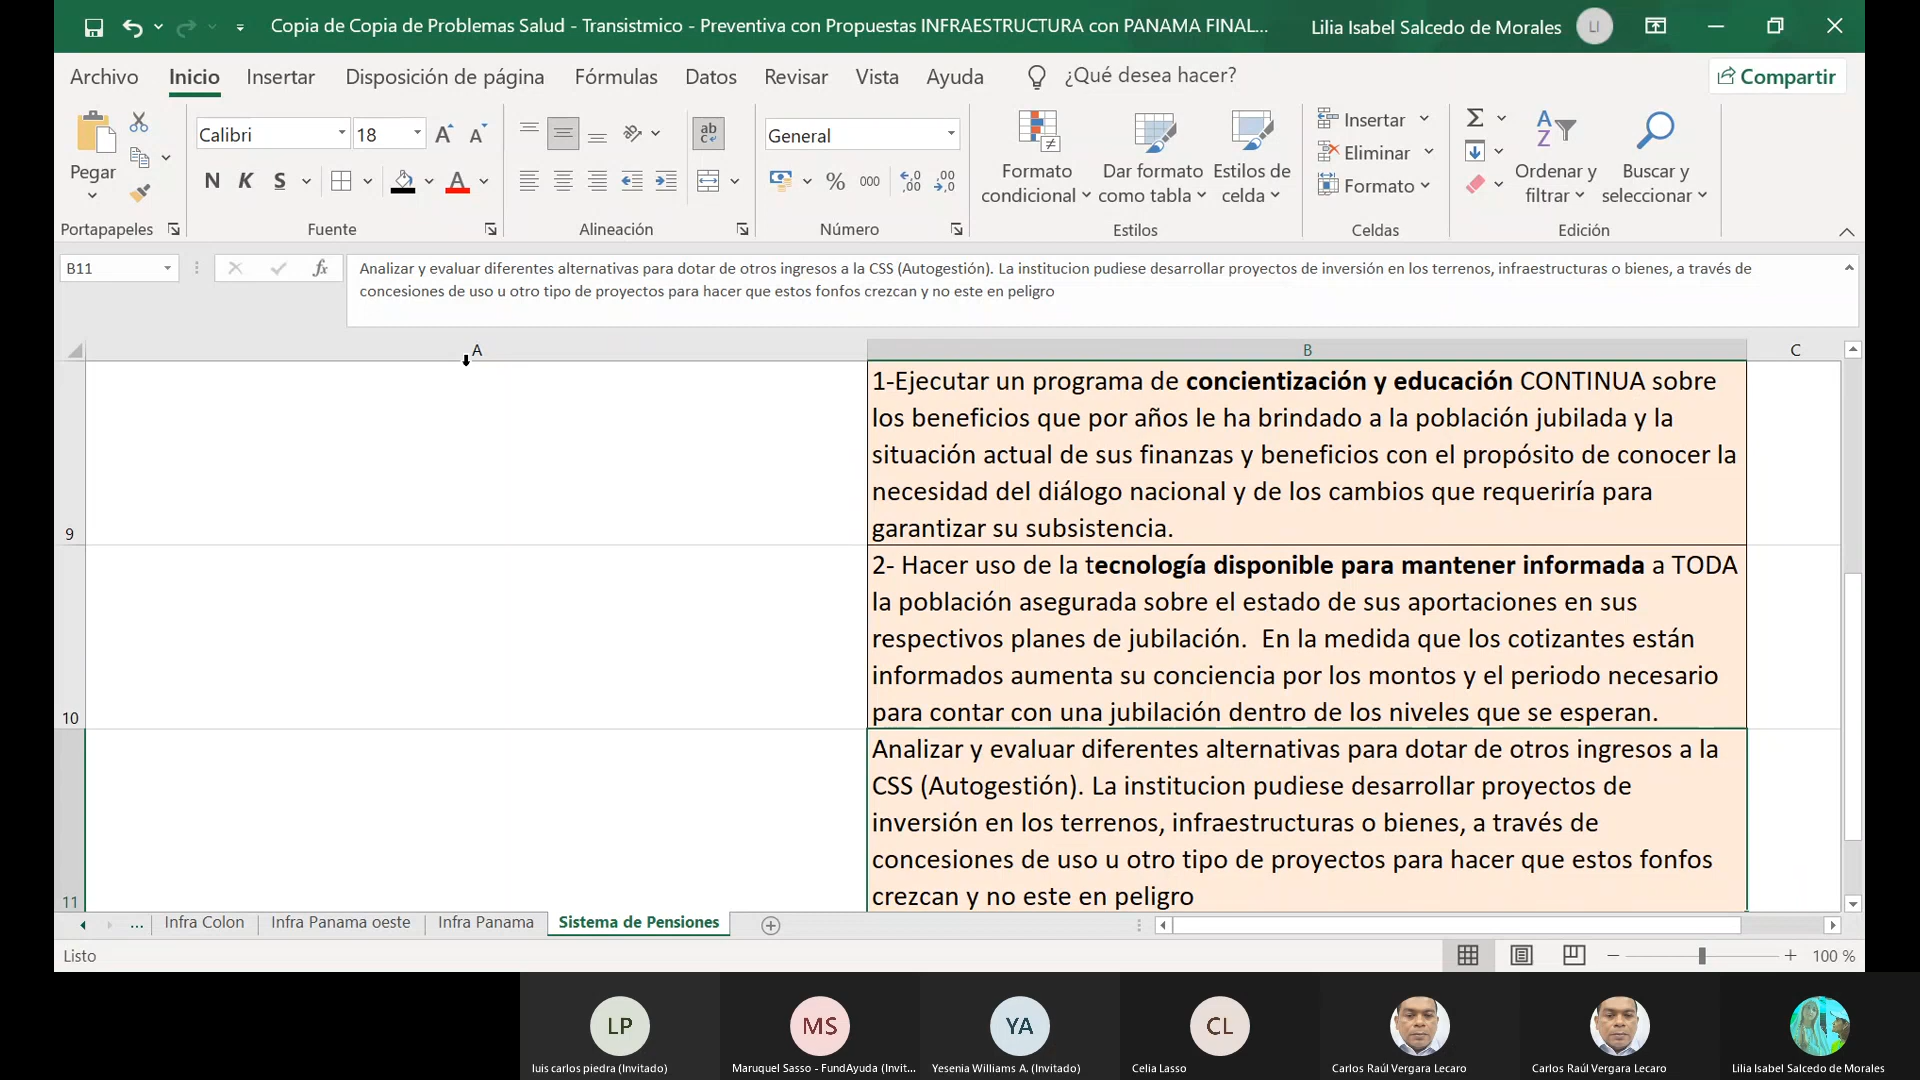 Copia de Copia de Problemas Salud - Transistmico - Preventiva con Propuestas INFRAESTRUCTURA con PANAMA FINAL...
Lilia Isabel Salcedo de Morales
LI
Archivo
Inicio
Insertar
Disposición de página
Fórmulas
Datos
Revisar
Vista
Ayuda
¿Qué desea hacer?
Compartir
Pegar
Portapapeles
Calibri
18
N K S
Fuente
ab
Alineación
General
% 000
Número
Formato condicional
Dar formato como tabla
Estilos de celda
Estilos
Insertar
Eliminar
Formato
Celdas
Ordenar y filtrar
Buscar y seleccionar
Edición
B11
fx
Analizar y evaluar diferentes alternativas para dotar de otros ingresos a la CSS (Autogestión). La institucion pudiese desarrollar proyectos de inversión en los terrenos, infraestructuras o bienes, a través de
concesiones de uso u otro tipo de proyectos para hacer que estos fonfos crezcan y no este en peligro
A
B
C
1-Ejecutar un programa de concientización y educación CONTINUA sobre
los beneficios que por años le ha brindado a la población jubilada y la
situación actual de sus finanzas y beneficios con el propósito de conocer la
necesidad del diálogo nacional y de los cambios que requeriría para
garantizar su subsistencia.
9
2- Hacer uso de la tecnología disponible para mantener informada a TODA
la población asegurada sobre el estado de sus aportaciones en sus
respectivos planes de jubilación.  En la medida que los cotizantes están
informados aumenta su conciencia por los montos y el periodo necesario
para contar con una jubilación dentro de los niveles que se esperan.
10
Analizar y evaluar diferentes alternativas para dotar de otros ingresos a la
CSS (Autogestión). La institucion pudiese desarrollar proyectos de
inversión en los terrenos, infraestructuras o bienes, a través de
concesiones de uso u otro tipo de proyectos para hacer que estos fonfos
crezcan y no este en peligro
11
...
Infra Colon
Infra Panama oeste
Infra Panama
Sistema de Pensiones
Listo
100 %
LP
luis carlos piedra (Invitado)
MS
Maruquel Sasso - FundAyuda (Invit...
YA
Yesenia Williams A. (Invitado)
CL
Celia Lasso
Carlos Raúl Vergara Lecaro
Carlos Raúl Vergara Lecaro
Lilia Isabel Salcedo de Morales